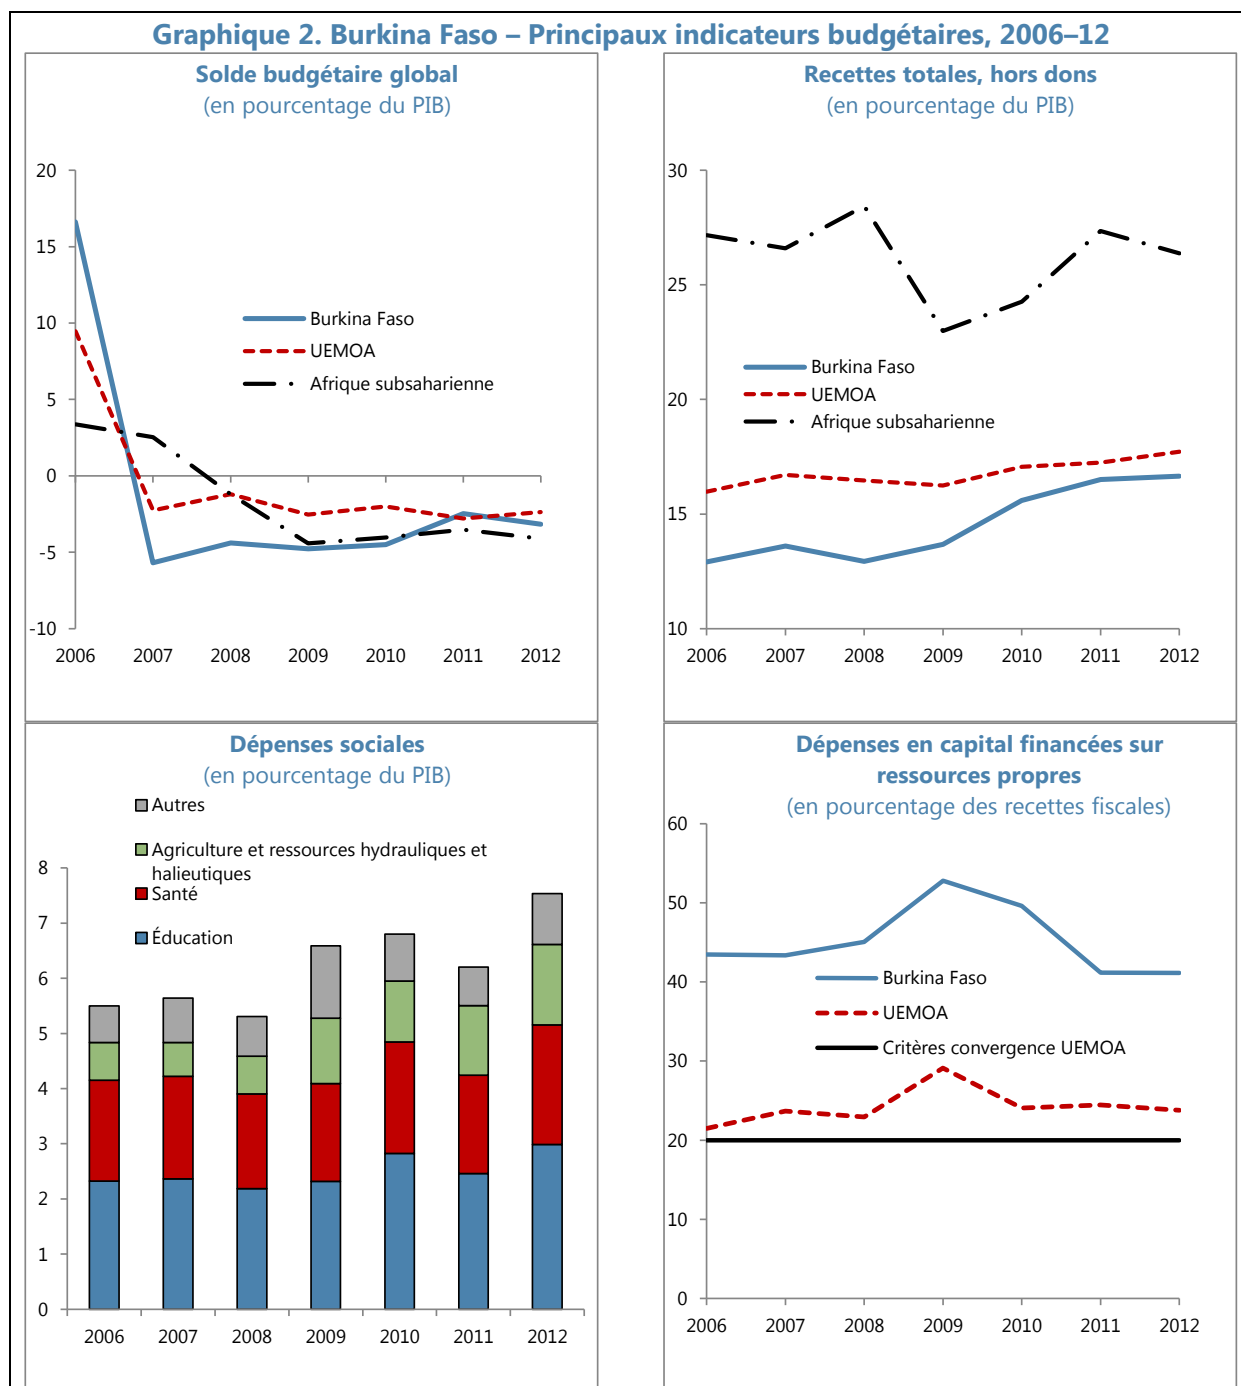 Graphique 2. Burkina Faso – Principaux indicateurs budgétaires, 2006–12
Solde budgétaire global
(en pourcentage du PIB)
20
15
10
5
0
-5
-10
Burkina Faso
UEMOA
Afrique subsaharienne
2006 2007 2008 2009 2010 2011 2012
Recettes totales, hors dons
(en pourcentage du PIB)
30
25
20
15
10
Burkina Faso
UEMOA
Afrique subsaharienne
2006 2007 2008 2009 2010 2011 2012
Dépenses sociales
(en pourcentage du PIB)
Autres
Agriculture et ressources hydrauliques et
halieutiques
Santé
Éducation
8
7
6
5
4
3
2
1
0
2006 2007 2008 2009 2010 2011 2012
Dépenses en capital financées sur
ressources propres
(en pourcentage des recettes fiscales)
60
50
40
30
20
10
0
Burkina Faso
UEMOA
Critères convergence UEMOA
2006 2007 2008 2009 2010 2011 2012